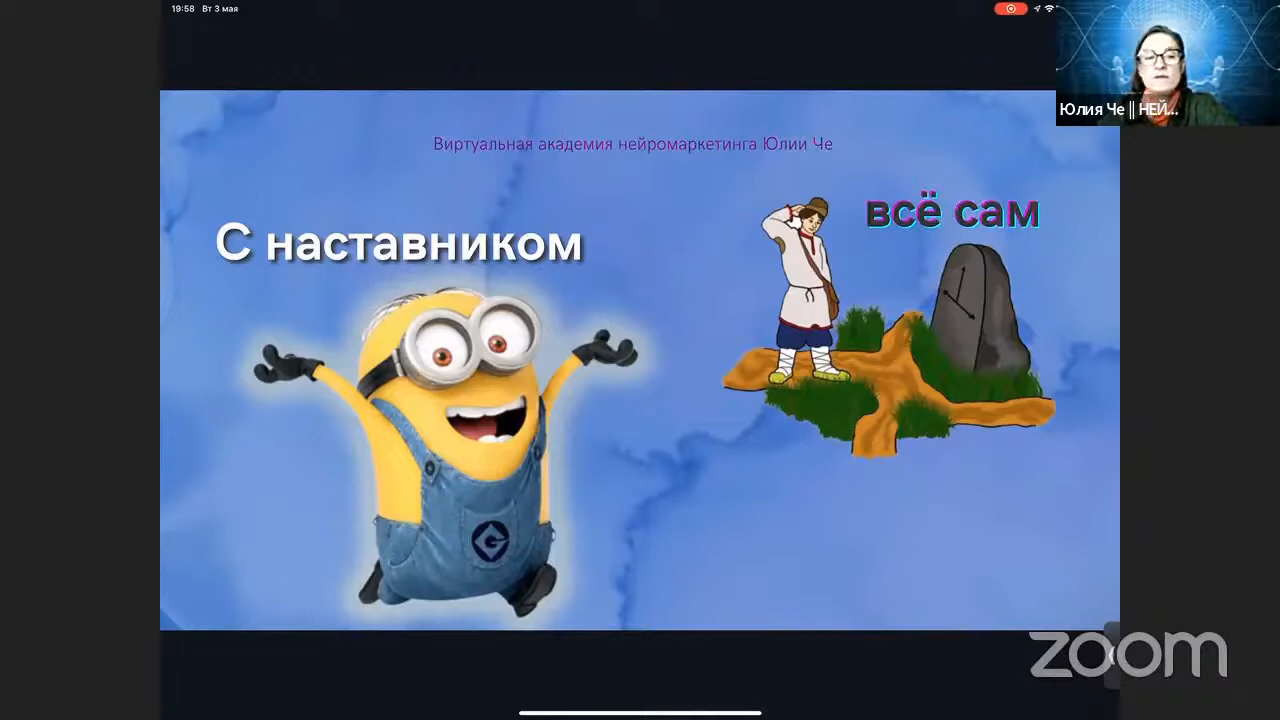 19:58 Вт 3 мая
Юлия Че || НЕЙ...
Виртуальная академия нейромаркетинга Юлии Че
С наставником
всё сам
G
zoom